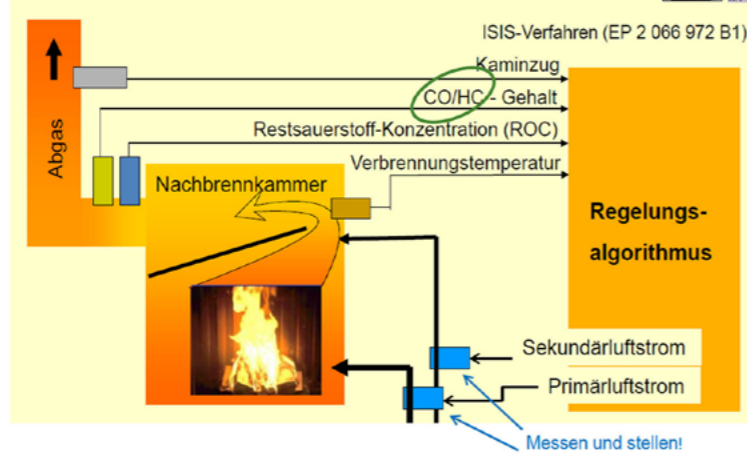 ISIS-Verfahren (EP 2 066 972 B1)
Kaminzug
CO/HC - Gehalt
Restsauerstoff-Konzentration (ROC)
Verbrennungstemperatur
Abgas
Nachbrennkammer
Regelungs-
algorithmus
Sekundärluftstrom
Primärluftstrom
Messen und stellen!